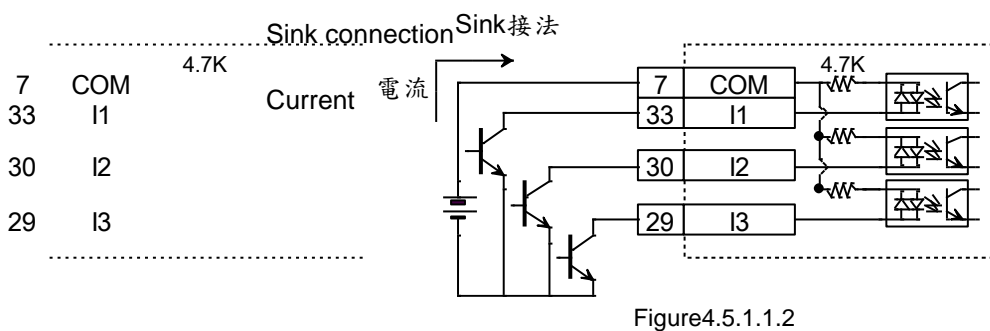 Sink connection Sink接法
4.7K 4.7K
7 COM Current 電流 7 COM
33 I1 33 I1
30 I2 30 I2
29 I3 29 I3
Figure4.5.1.1.2